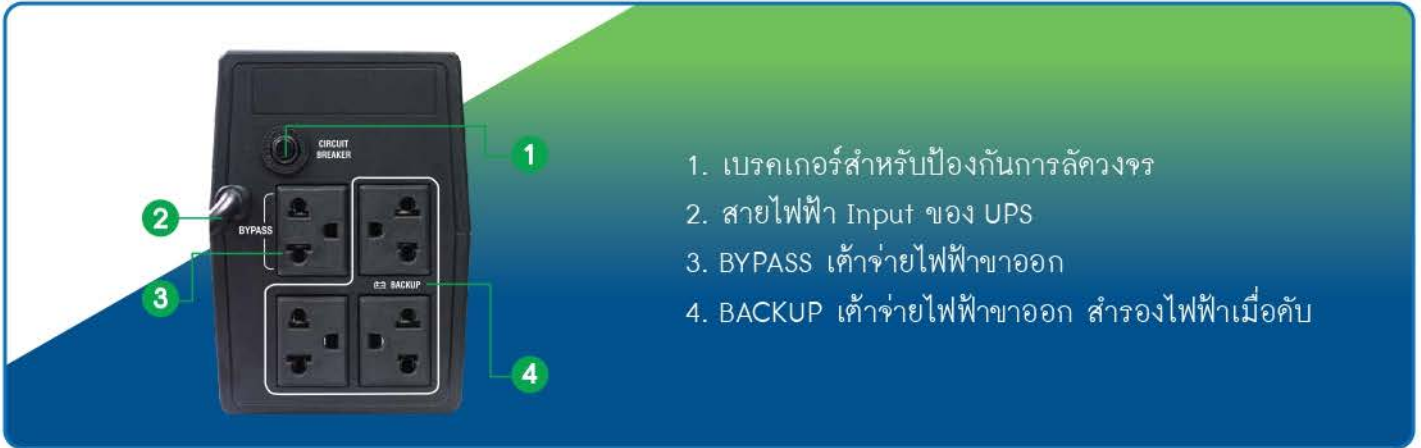 CIRCUIT
BREAKER
1
2
BYPASS
3
BACKUP
4
1. เบรคเกอร์สำหรับป้องกันการลัดวงจร
2. สายไฟฟ้า Input ของ UPS
3. BYPASS เต้าจ่ายไฟฟ้าขาออก
4. BACKUP เต้าจ่ายไฟฟ้าขาออก สำรองไฟฟ้าเมื่อดับ